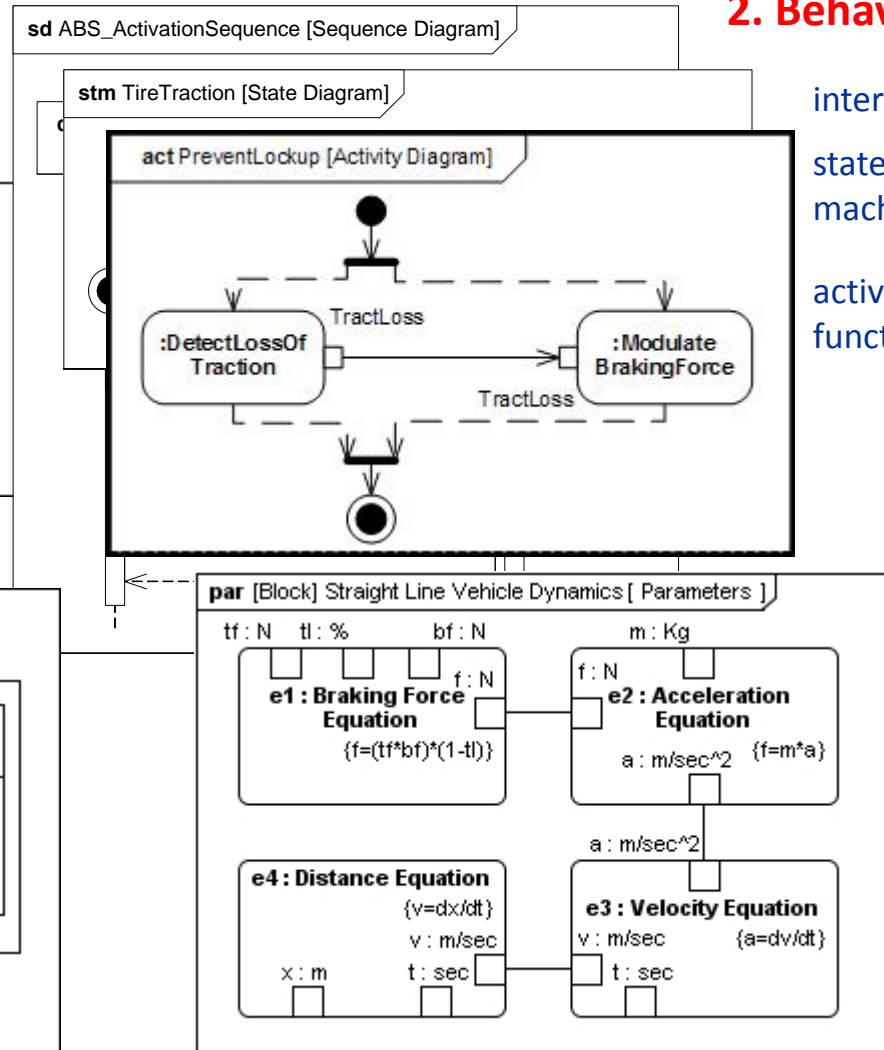 2. Behav
sd ABS_ActivationSequence [Sequence Diagram]
stm TireTraction [State Diagram]
inter
state
mach
activ
funct
act PreventLockup [Activity Diagram]
TractLoss
:DetectLossOf
Traction
:Modulate
BrakingForce
TractLoss
par [Block] Straight Line Vehicle Dynamics [ Parameters ]
tf : N tl : % bf : N
m : Kg
f : N
f : N
e1 : Braking Force
Equation
{f=(tf*bf)*(1-tl)}
e2 : Acceleration
Equation
{f=m*a}
a : m/sec^2
a : m/sec^2
e4 : Distance Equation
{v=dx/dt}
v : m/sec
x : m t : sec
e3 : Velocity Equation
v : m/sec {a=dv/dt}
t : sec